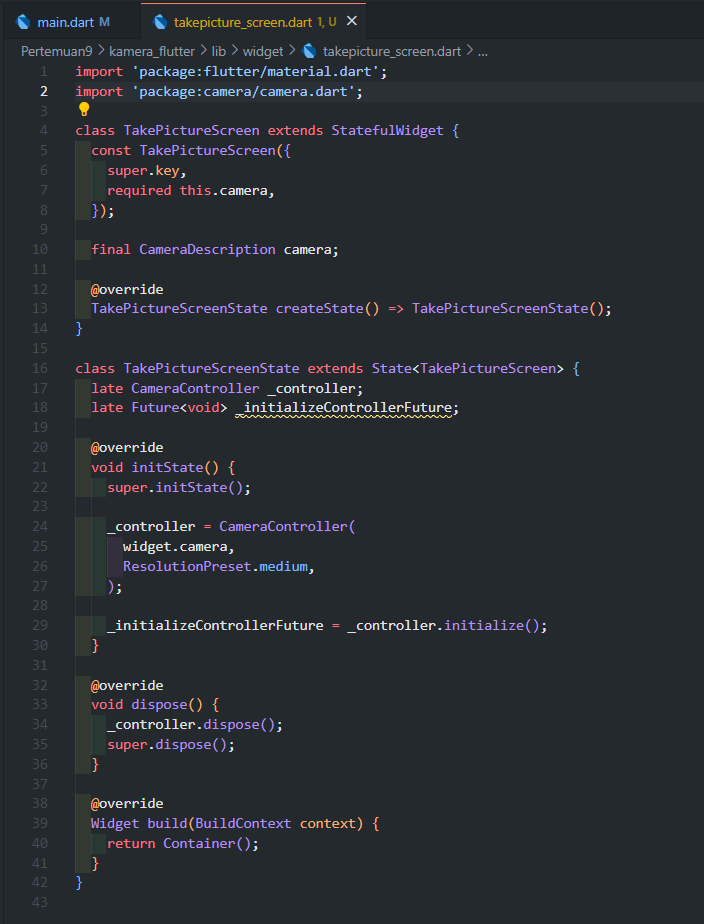 main.dart M takepicture_screen.dart 1, U
Pertemuan9 > kamera_flutter > lib > widget > takepicture_screen.dart > ...
1 import 'package:flutter/material.dart';
2 import 'package:camera/camera.dart';
3
4 class TakePictureScreen extends StatefulWidget {
5   const TakePictureScreen({
6     super.key,
7     required this.camera,
8   });
9
10   final CameraDescription camera;
11
12   @override
13   TakePictureScreenState createState() => TakePictureScreenState();
14 }
15
16 class TakePictureScreenState extends State<TakePictureScreen> {
17   late CameraController _controller;
18   late Future<void> _initializeControllerFuture;
19
20   @override
21   void initState() {
22     super.initState();
23
24     _controller = CameraController(
25       widget.camera,
26       ResolutionPreset.medium,
27     );
28
29     _initializeControllerFuture = _controller.initialize();
30   }
31
32   @override
33   void dispose() {
34     _controller.dispose();
35     super.dispose();
36   }
37
38   @override
39   Widget build(BuildContext context) {
40     return Container();
41   }
42 }
43